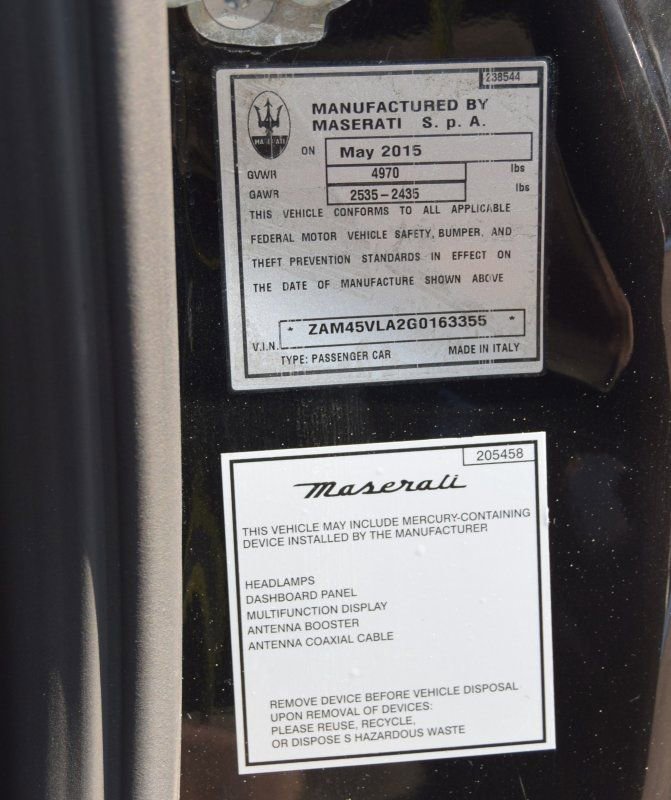 238544
MANUFACTURED BY
MASERATI S. p. A.
MASERATI
ON May 2015
GVWR 4970 lbs
GAWR 2535-2435 lbs
THIS VEHICLE CONFORMS TO ALL APPLICABLE
FEDERAL MOTOR VEHICLE SAFETY, BUMPER, AND
THEFT PREVENTION STANDARDS IN EFFECT ON
THE DATE OF MANUFACTURE SHOWN ABOVE
V.I.N. * ZAM45VLA2G0163355 *
TYPE: PASSENGER CAR MADE IN ITALY
205458
Maserati
THIS VEHICLE MAY INCLUDE MERCURY-CONTAINING
DEVICE INSTALLED BY THE MANUFACTURER
HEADLAMPS
DASHBOARD PANEL
MULTIFUNCTION DISPLAY
ANTENNA BOOSTER
ANTENNA COAXIAL CABLE
REMOVE DEVICE BEFORE VEHICLE DISPOSAL
UPON REMOVAL OF DEVICES:
PLEASE REUSE, RECYCLE,
OR DISPOSE S HAZARDOUS WASTE